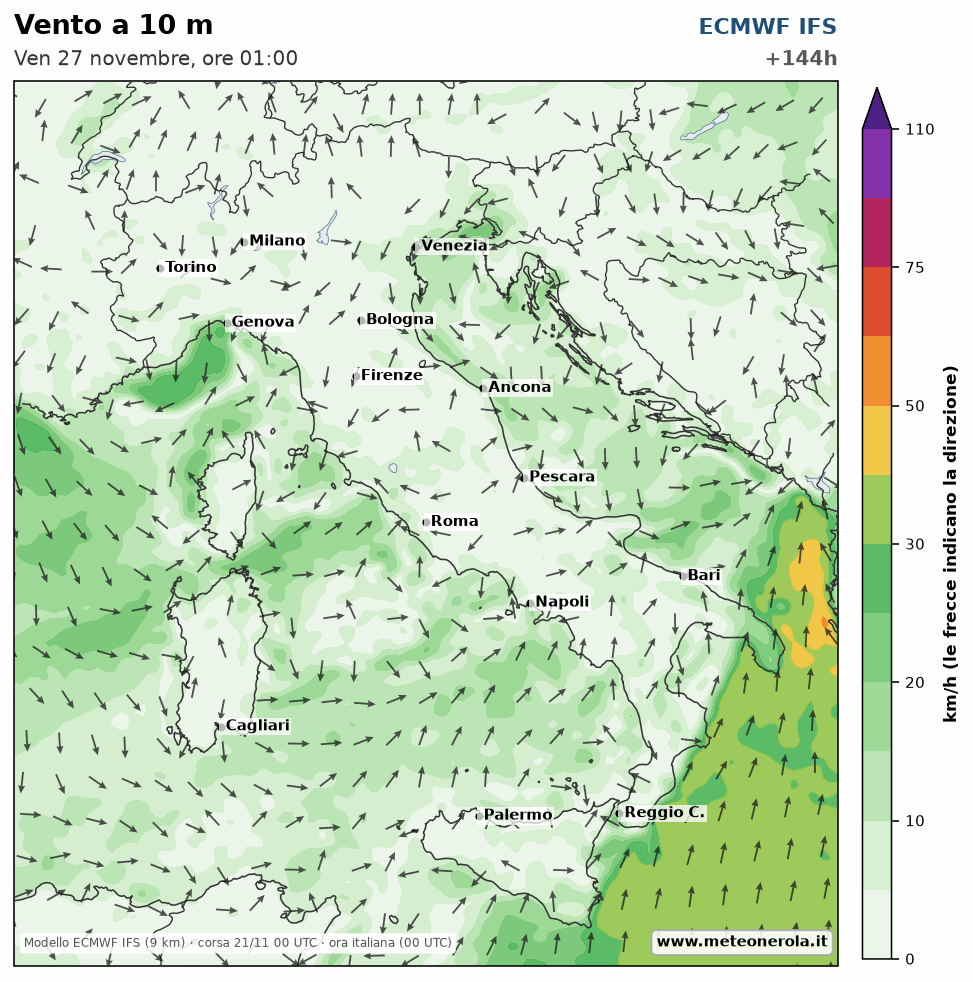 Vento a 10 m
ECMWF IFS
Ven 27 novembre, ore 01:00
+144h
110
75
50
30
20
10
0
km/h (le frecce indicano la direzione)
Milano
Venezia
Torino
Genova
Bologna
Firenze
Ancona
Pescara
Roma
Bari
Napoli
Cagliari
Palermo
Reggio C.
Modello ECMWF IFS (9 km) · corsa 21/11 00 UTC · ora italiana (00 UTC)
www.meteonerola.it